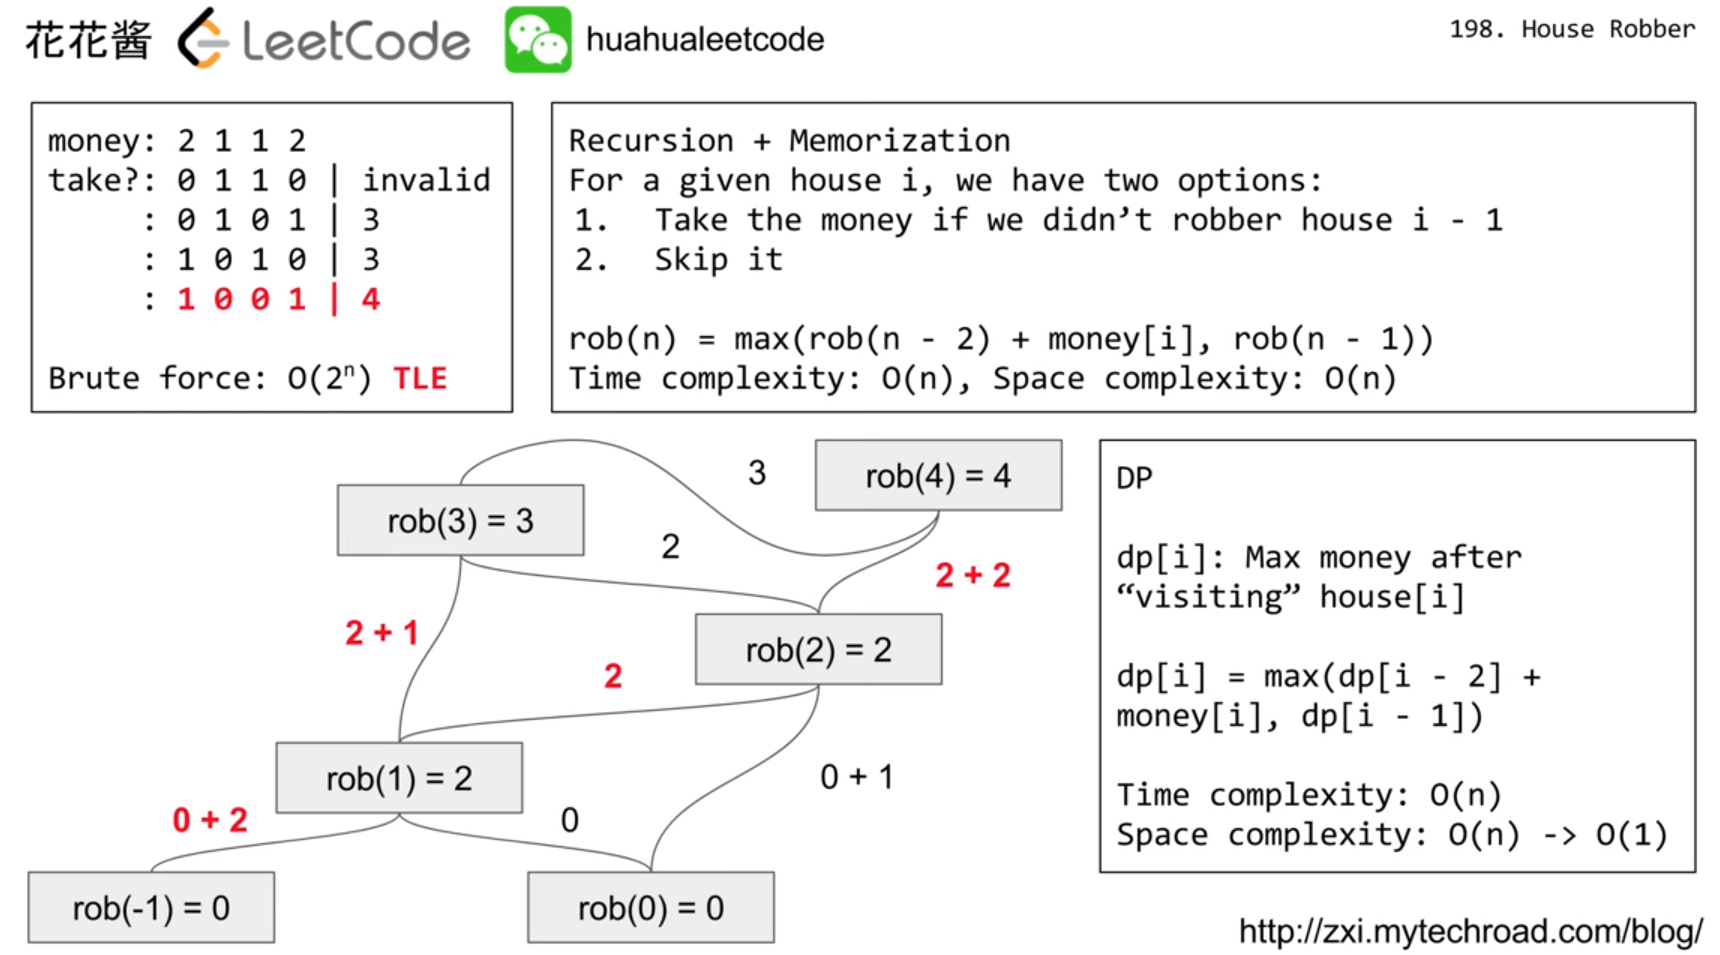 花花酱 LeetCode huahualeetcode
198. House Robber
money: 2 1 1 2
take?: 0 1 1 0 | invalid
: 0 1 0 1 | 3
: 1 0 1 0 | 3
: 1 0 0 1 | 4
Brute force: O(2ⁿ) TLE
Recursion + Memorization
For a given house i, we have two options:
1. Take the money if we didn’t robber house i - 1
2. Skip it
rob(n) = max(rob(n - 2) + money[i], rob(n - 1))
Time complexity: O(n), Space complexity: O(n)
3
rob(4) = 4
rob(3) = 3
2
2 + 2
2 + 1
rob(2) = 2
2
rob(1) = 2
0 + 1
0 + 2
0
rob(-1) = 0
rob(0) = 0
DP
dp[i]: Max money after
“visiting” house[i]
dp[i] = max(dp[i - 2] +
money[i], dp[i - 1])
Time complexity: O(n)
Space complexity: O(n) -> O(1)
http://zxi.mytechroad.com/blog/